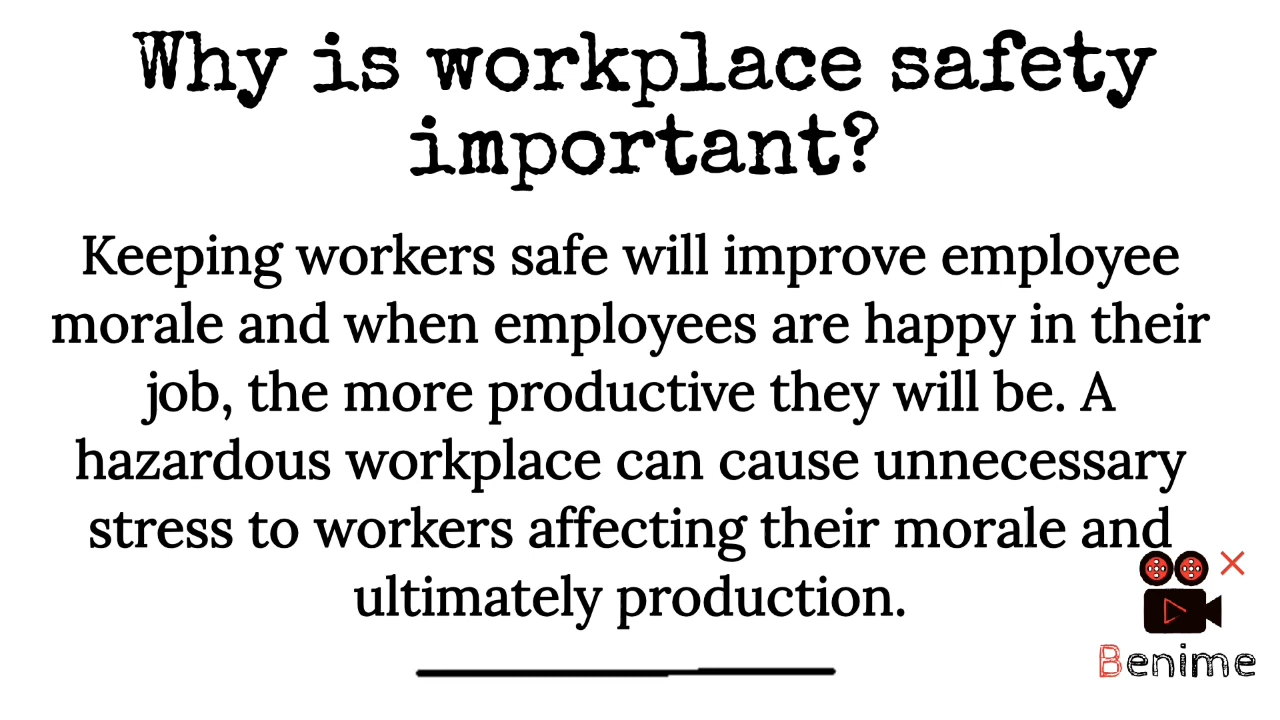 Why is workplace safety
important?
Keeping workers safe will improve employee
morale and when employees are happy in their
job, the more productive they will be. A
hazardous workplace can cause unnecessary
stress to workers affecting their morale and
ultimately production.
Benime